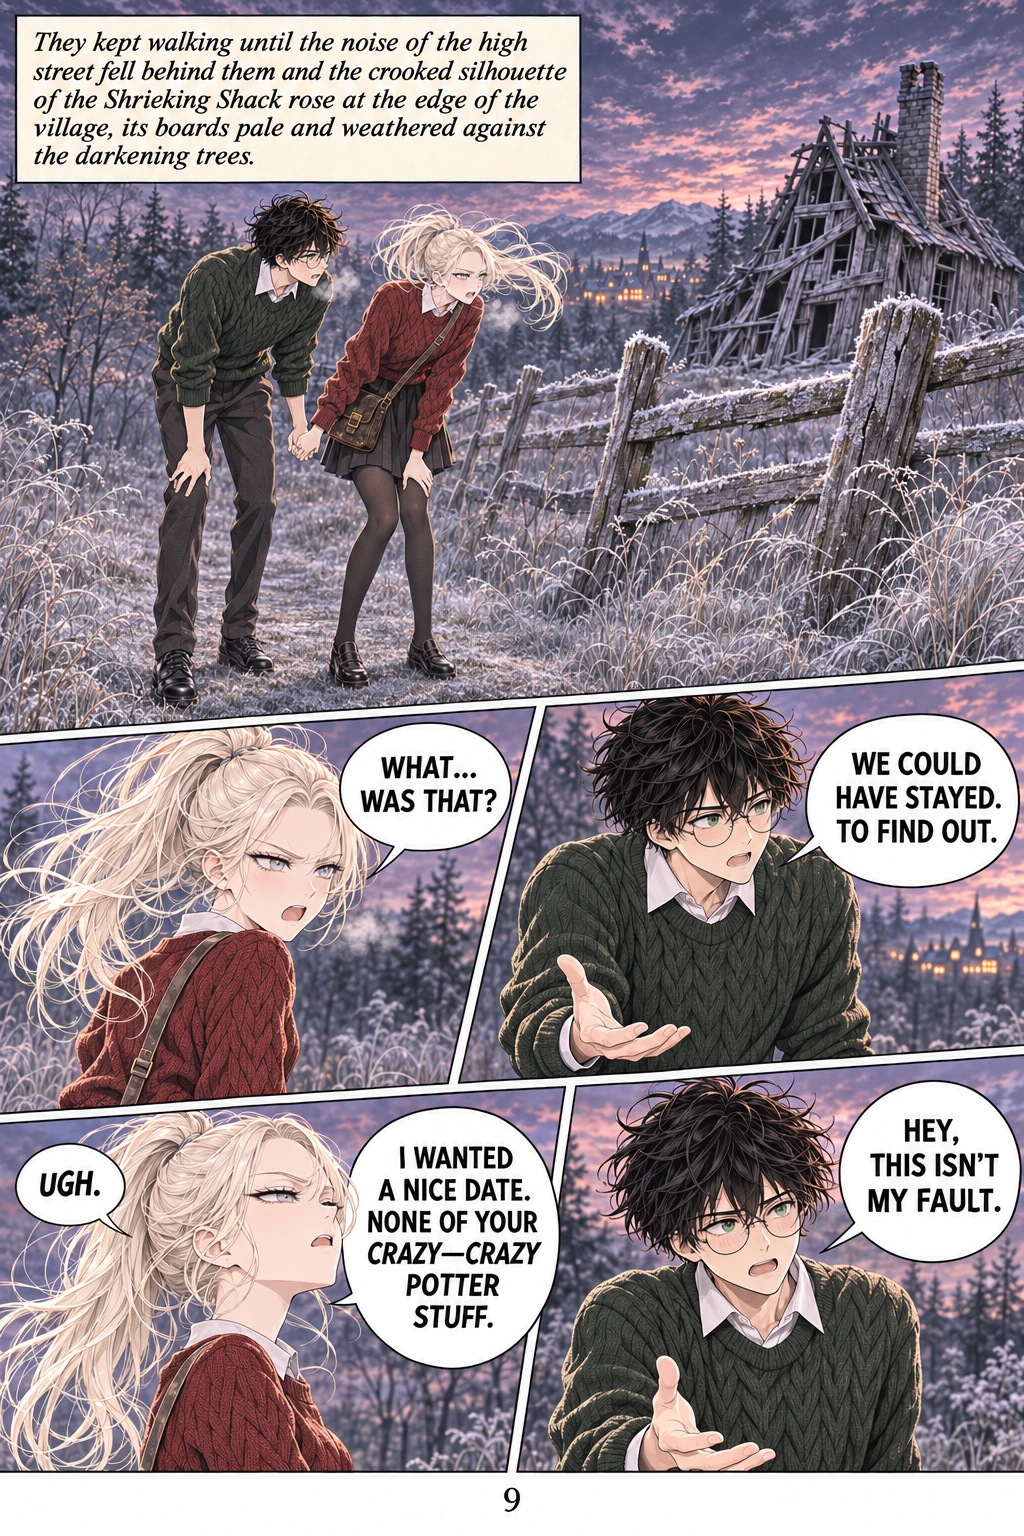 They kept walking until the noise of the high
street fell behind them and the crooked silhouette
of the Shrieking Shack rose at the edge of the
village, its boards pale and weathered against
the darkening trees.
WHAT...
WAS THAT?
WE COULD
HAVE STAYED.
TO FIND OUT.
UGH.
I WANTED
A NICE DATE.
NONE OF YOUR
CRAZY—CRAZY
POTTER
STUFF.
HEY,
THIS ISN'T
MY FAULT.
9